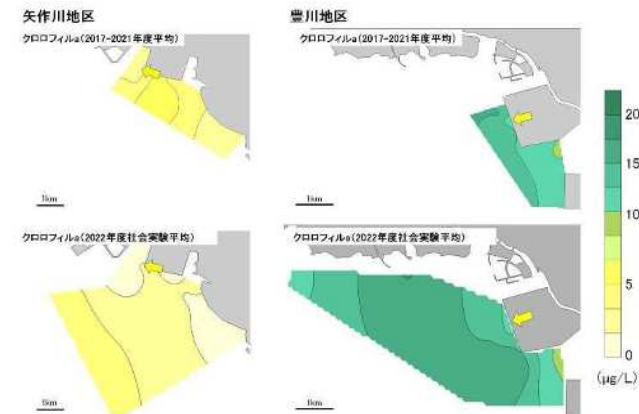 矢作川地区
豊川地区
クロロフィルa(2017-2021年度平均)
クロロフィルa(2017-2021年度平均)
1km
1km
クロロフィルa(2022年度社会実験平均)
クロロフィルa(2022年度社会実験平均)
1km
1km
20
15
10
5
0
(μg/L)